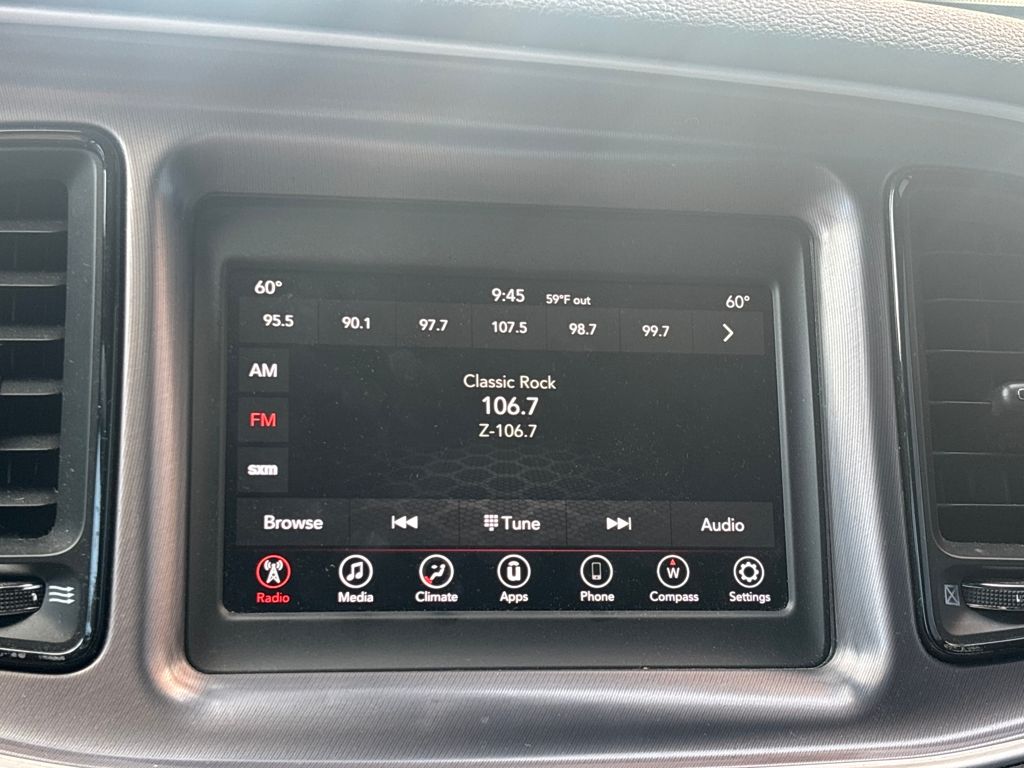 60° 9:45 59°F out 60°
95.5 90.1 97.7 107.5 98.7 99.7
AM
FM
sxm
Classic Rock
106.7
Z-106.7
Browse Tune Audio
W
Radio Media Climate Apps Phone Compass Settings